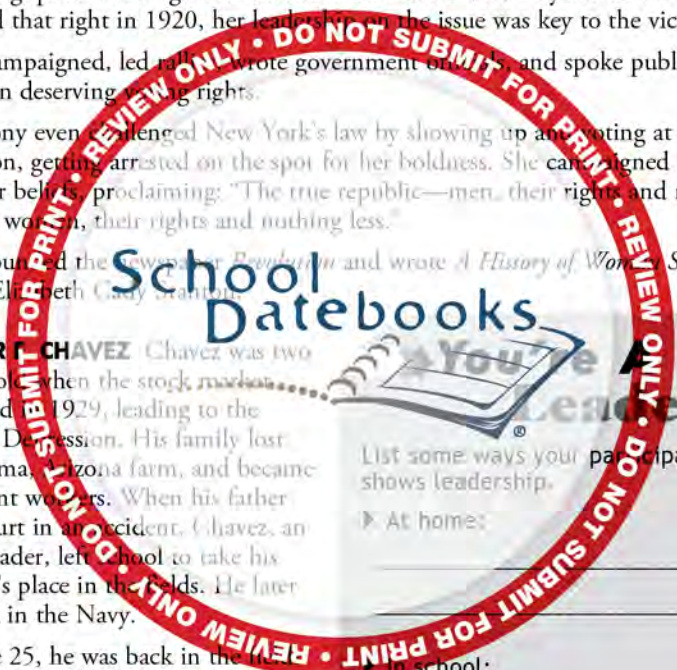 d that right in 1920, her leadership on the issue was key to the vic
mpaigned, led rallies, wrote government officials, and spoke publ
n deserving voting rights.
ny even challenged New York's law by showing up and voting at
on, getting arrested on the spot for her boldness. She campaigned
r beliefs, proclaiming: "The true republic—men, their rights and
women, their rights and nothing less."
ounded the newspaper Revolution and wrote A History of Women S
Elizabeth Cady Stanton.
CHAVEZ Chavez was two
old when the stock market
d in 1929, leading to the
Depression. His family lost
ma, Arizona farm, and became
nt workers. When his father
urt in an accident, Chavez, an
ader, left school to take his
's place in the fields. He later
in the Navy.
25, he was back in the
You're A
Leade
List some ways your participa
shows leadership.
At home:
In school:
School
Datebooks
®
REVIEW ONLY • DO NOT SUBMIT FOR PRINT • REVIEW ONLY • DO NOT SUBMIT FOR PRINT • REVIEW ONLY • DO NOT SUBMIT FOR PRINT •